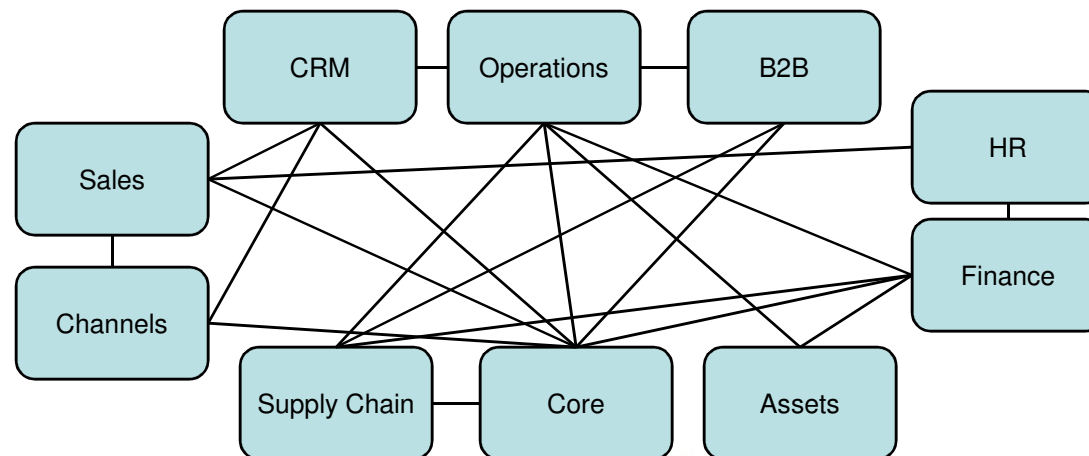 CRM
Operations
B2B
HR
Sales
Finance
Channels
Supply Chain
Core
Assets